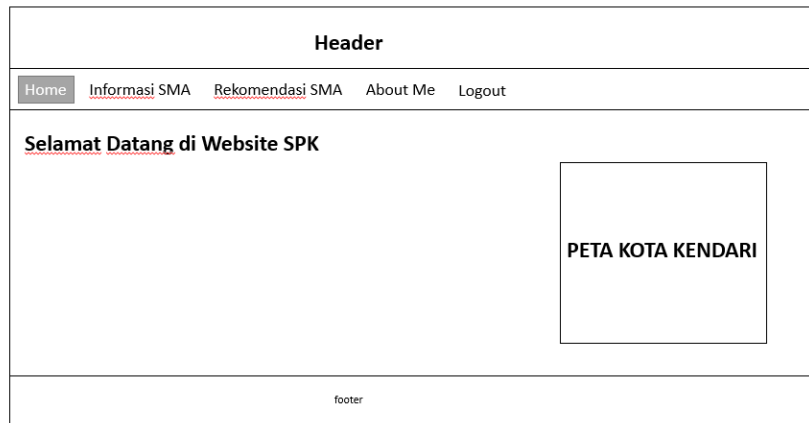 Header
Home Informasi SMA Rekomendasi SMA About Me Logout
Selamat Datang di Website SPK
PETA KOTA KENDARI
footer